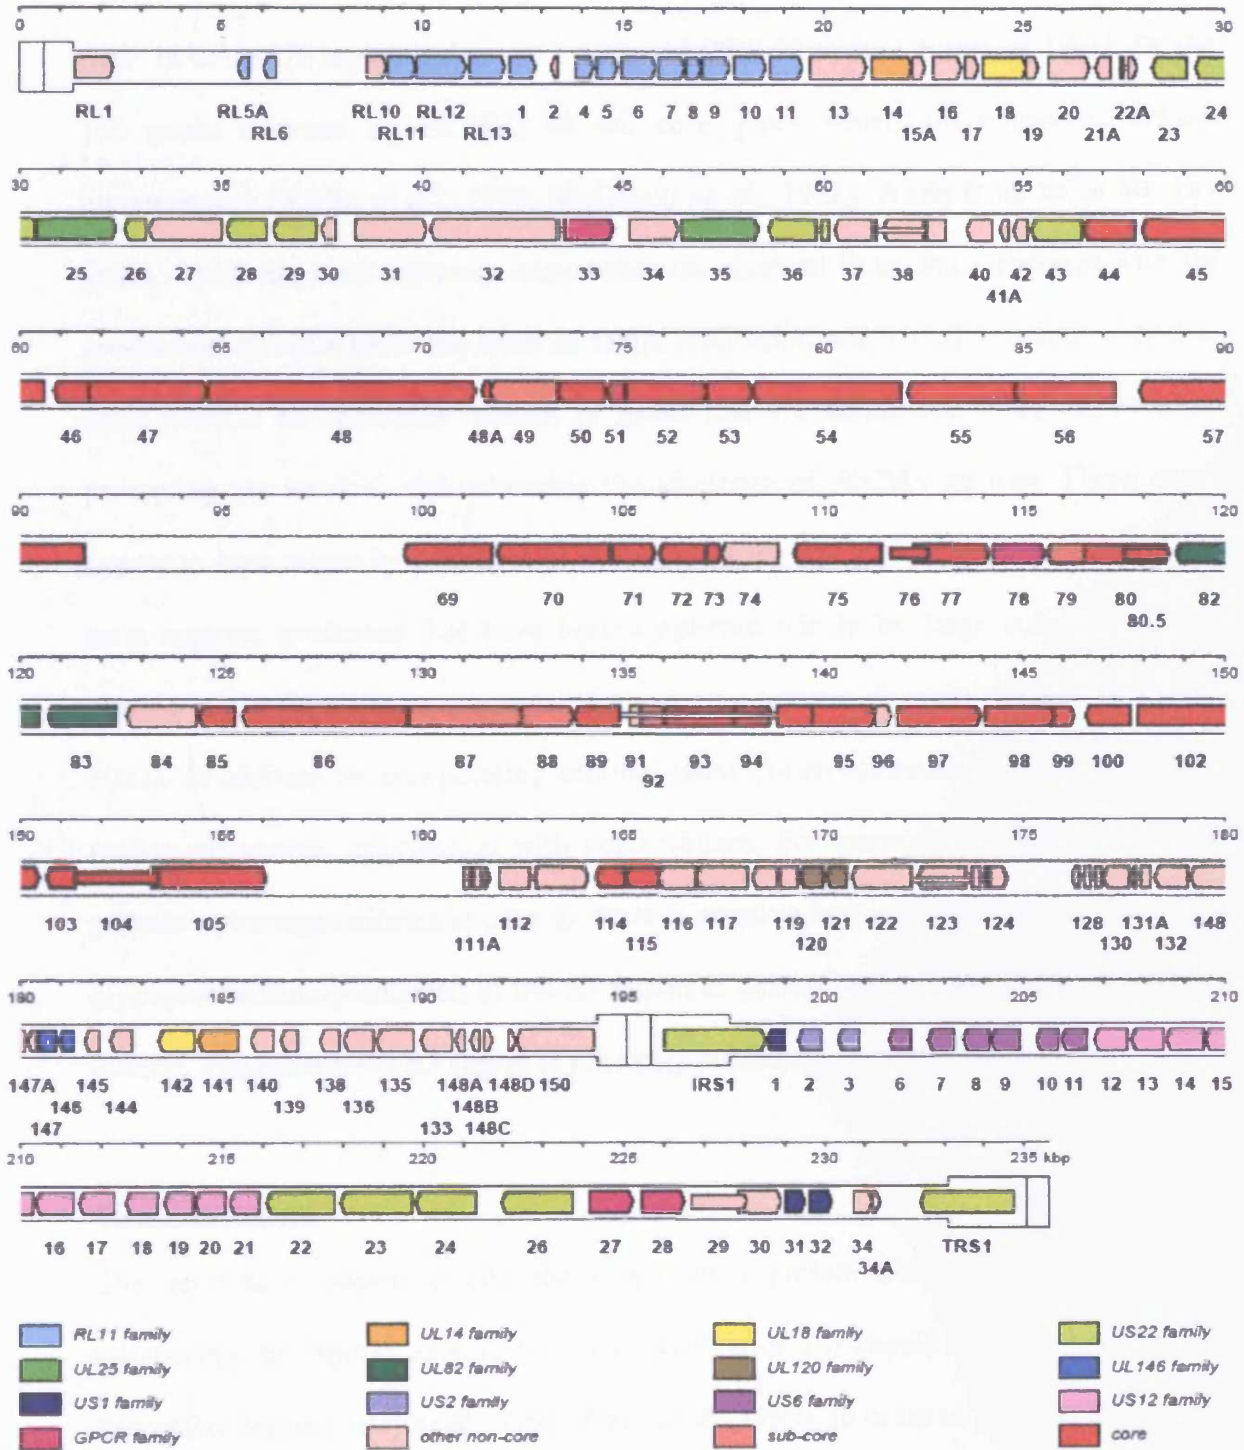 0 5 10 15 20 25 30
RL1 RL5A RL10 RL12 1 2 4 5 6 7 8 9 10 11 13 14 16 18 20 22A 24
RL6 RL11 RL13 15A 17 19 21A 23
30 35 40 45 50 55 60
25 26 27 28 29 30 31 32 33 34 35 36 37 38 40 42 43 44 45
41A
60 65 70 75 80 85 90
46 47 48 48A 49 50 51 52 53 54 55 56 57
90 95 100 105 110 115 120
69 70 71 72 73 74 75 76 77 78 79 80 82
80.5
120 125 130 135 140 145 150
83 84 85 86 87 88 89 91 93 94 95 96 97 98 99 100 102
92
150 155 160 165 170 175 180
103 104 105 112 114 116 117 119 121 122 123 124 128 131A 148
111A 115 120 130 132
180 185 190 195 200 205 210
147A 145 142 141 140 138 135 148A 148D 150 IRS1 1 2 3 6 7 8 9 10 11 12 13 14 15
146 144 139 136 148B
147 133 148C
210 215 220 225 230 235 kbp
16 17 18 19 20 21 22 23 24 26 27 28 29 30 31 32 34 TRS1
34A
RL11 family UL14 family UL18 family US22 family
UL25 family UL82 family UL120 family UL146 family
US1 family US2 family US6 family US12 family
GPCR family other non-core sub-core core